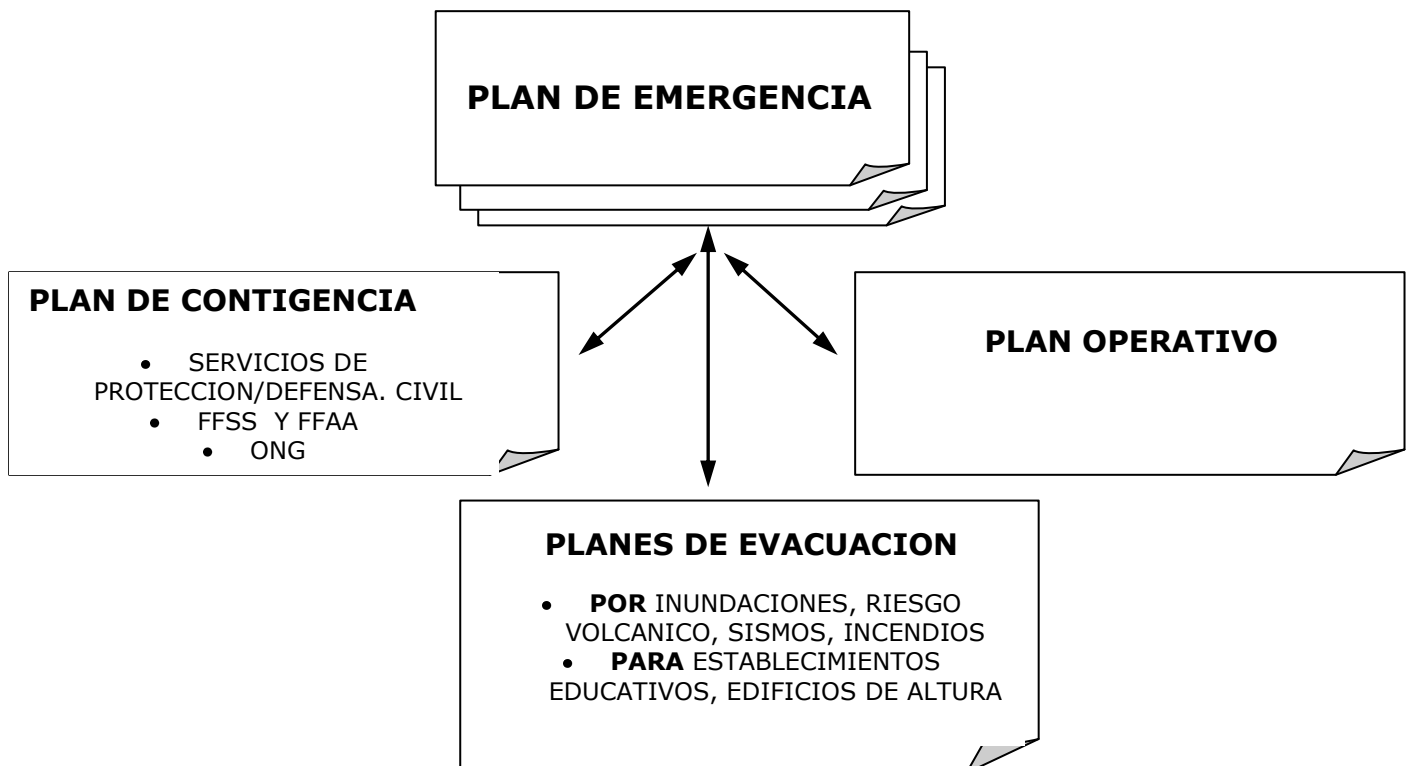 PLAN DE EMERGENCIA
PLAN DE CONTIGENCIA
• SERVICIOS DE
PROTECCION/DEFENSA. CIVIL
• FFSS Y FFAA
• ONG
PLAN OPERATIVO
PLANES DE EVACUACION
• POR INUNDACIONES, RIESGO
VOLCANICO, SISMOS, INCENDIOS
• PARA ESTABLECIMIENTOS
EDUCATIVOS, EDIFICIOS DE ALTURA